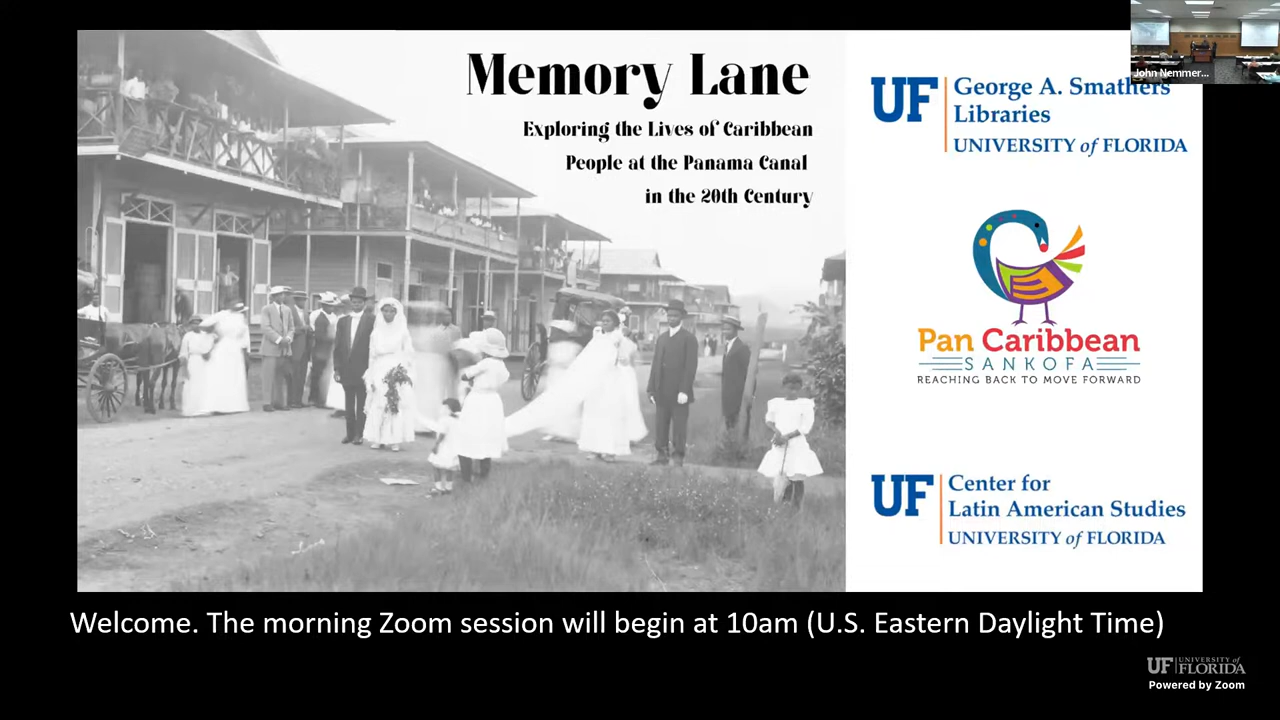 Memory Lane
Exploring the Lives of Caribbean
People at the Panama Canal
in the 20th Century
John Nemmer...
UF George A. Smathers
Libraries
UNIVERSITY of FLORIDA
Pan Caribbean
SANKOFA
REACHING BACK TO MOVE FORWARD
UF Center for
Latin American Studies
UNIVERSITY of FLORIDA
Welcome. The morning Zoom session will begin at 10am (U.S. Eastern Daylight Time)
UF UNIVERSITY of
FLORIDA
Powered by Zoom